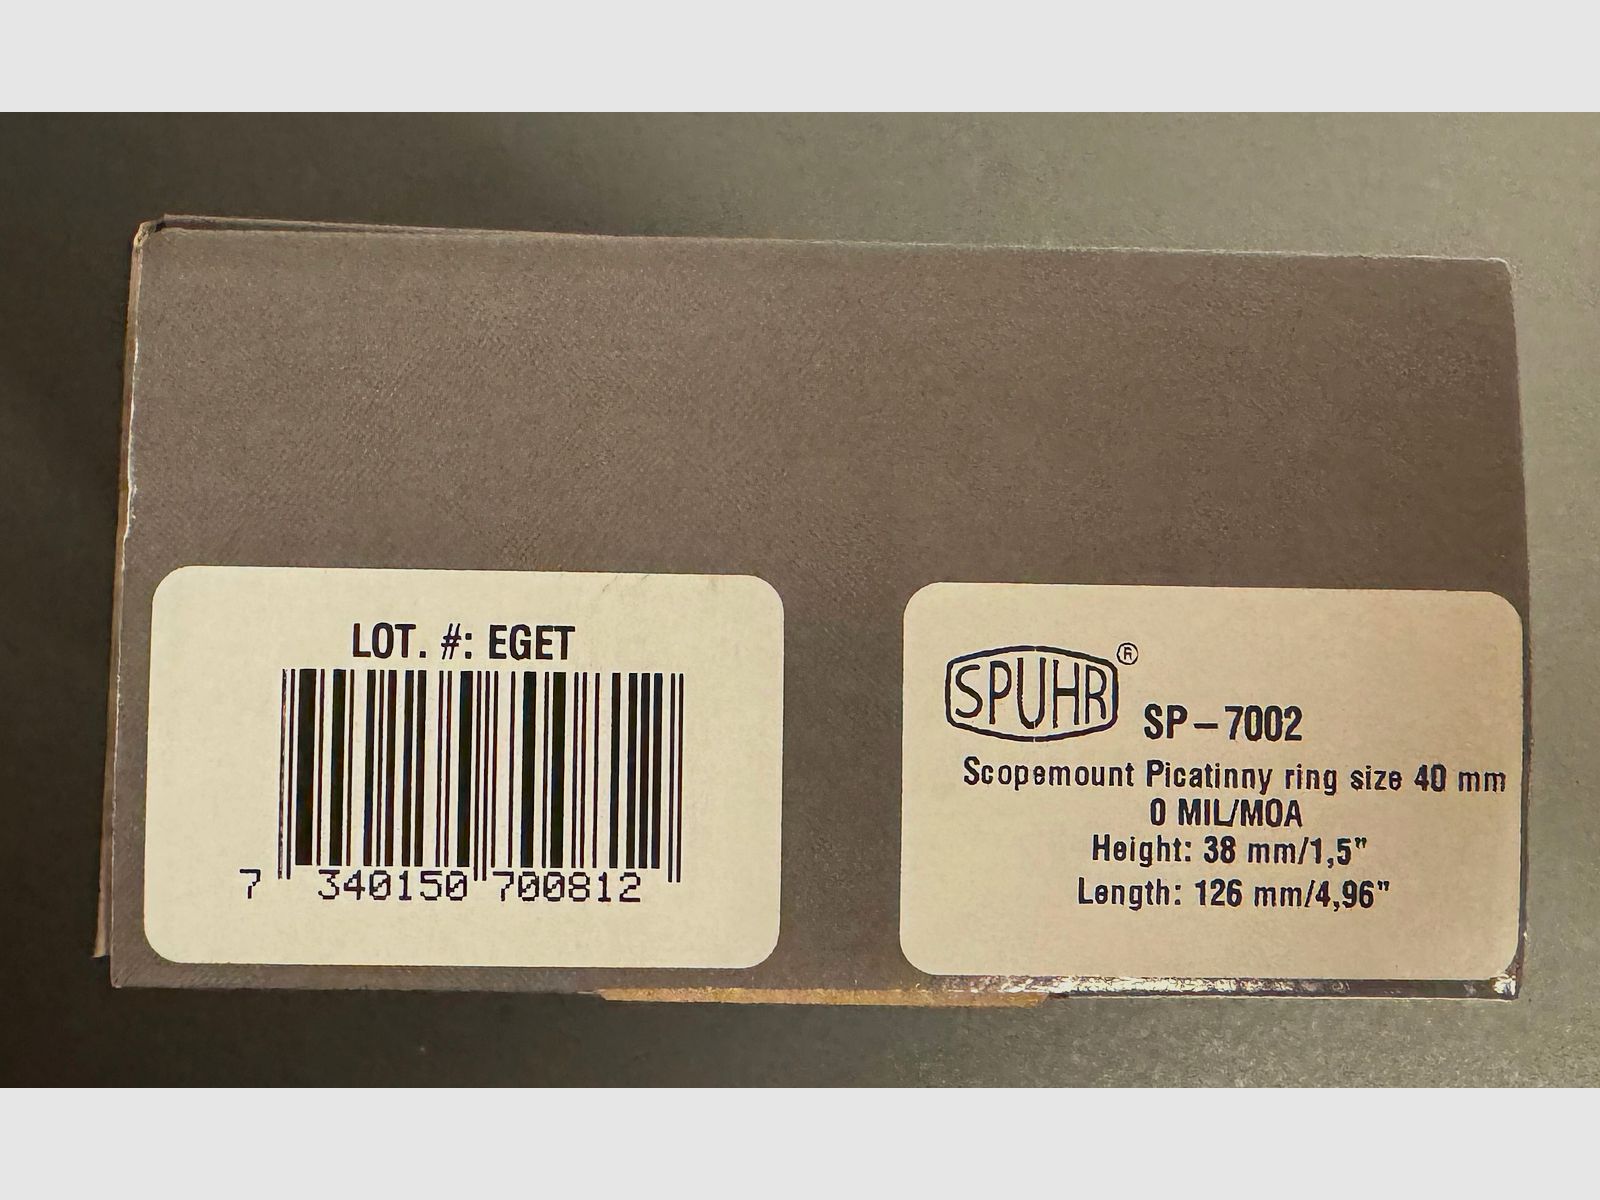 LOT. #: EGET
7 340150 700812
SPUHR® SP-7002
Scopemount Picatinny ring size 40 mm
0 MIL/MOA
Height: 38 mm/1,5"
Length: 126 mm/4,96"